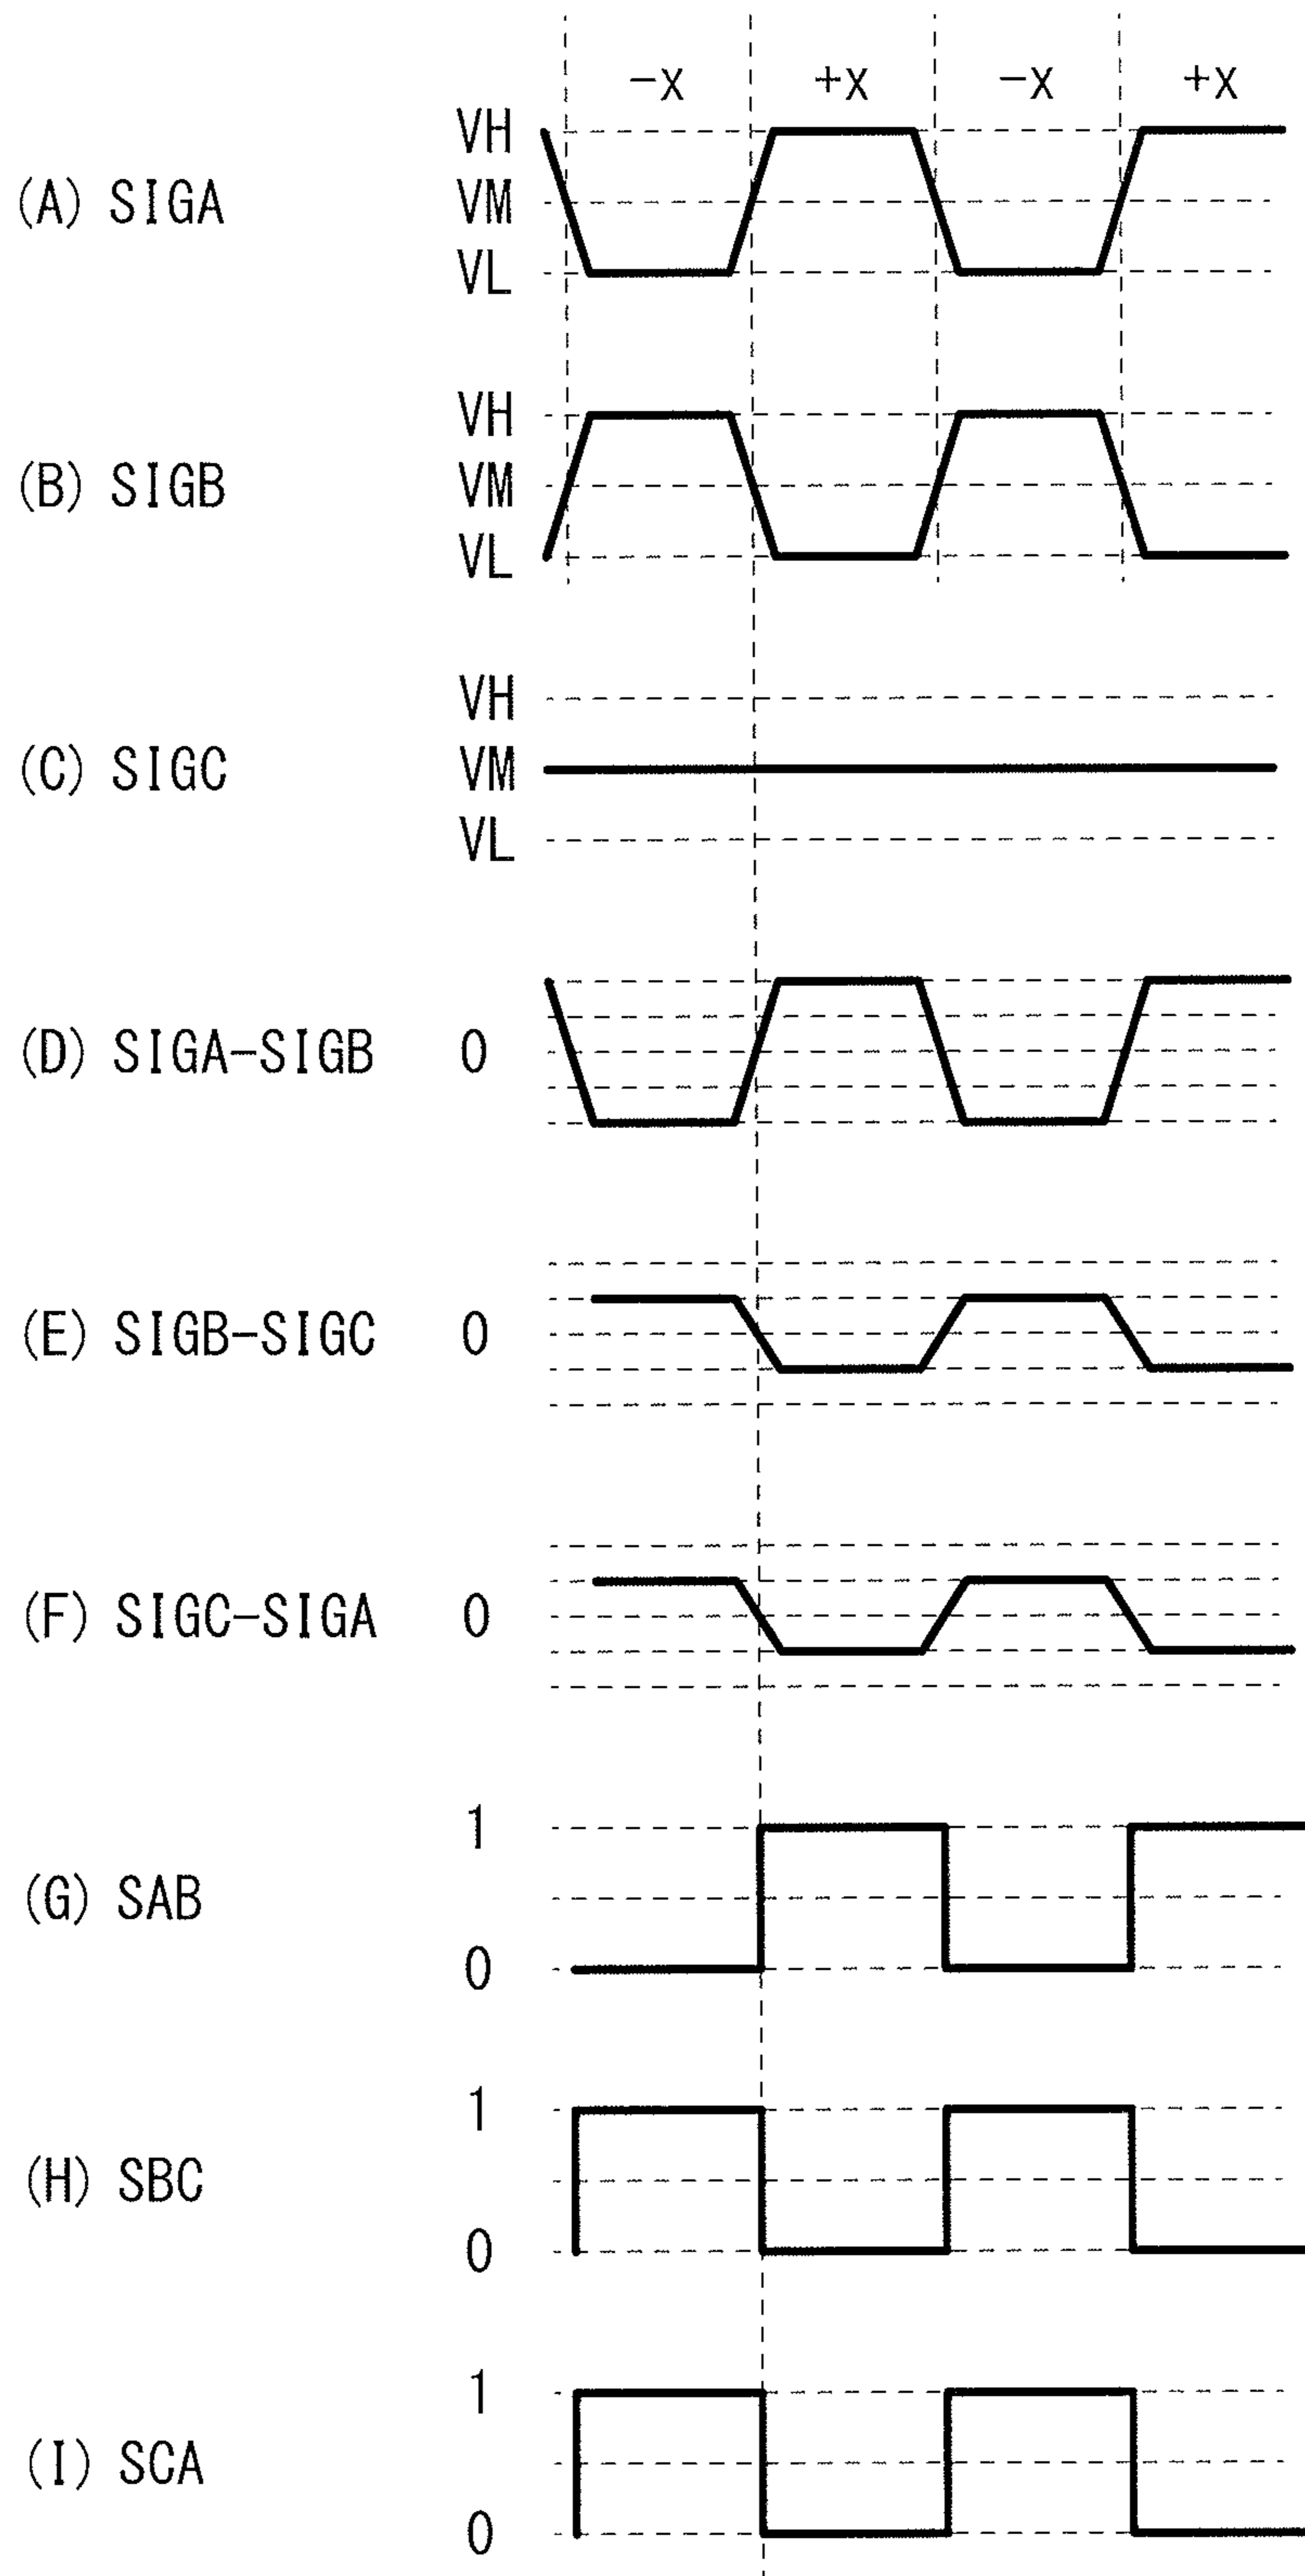 -x +x -x +x
VH
(A) SIGA VM
VL
VH
(B) SIGB VM
VL
VH
(C) SIGC VM
VL
(D) SIGA-SIGB 0
(E) SIGB-SIGC 0
(F) SIGC-SIGA 0
1
(G) SAB
0
1
(H) SBC
0
1
(I) SCA
0